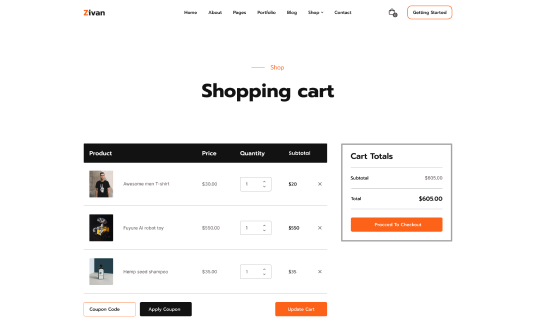 Zivan
Home About Pages Portfolio Blog Shop Contact
Getting Started
Shop
Shopping cart
Product Price Quantity Subtotal
Awesome men T-shirt $20.00 1 $20
Fuyure AI robot toy $550.00 1 $550
Hemp seed shampoo $35.00 1 $35
Coupon Code Apply Coupon Update Cart
Cart Totals
Subtotal $605.00
Total $605.00
Proceed To Checkout